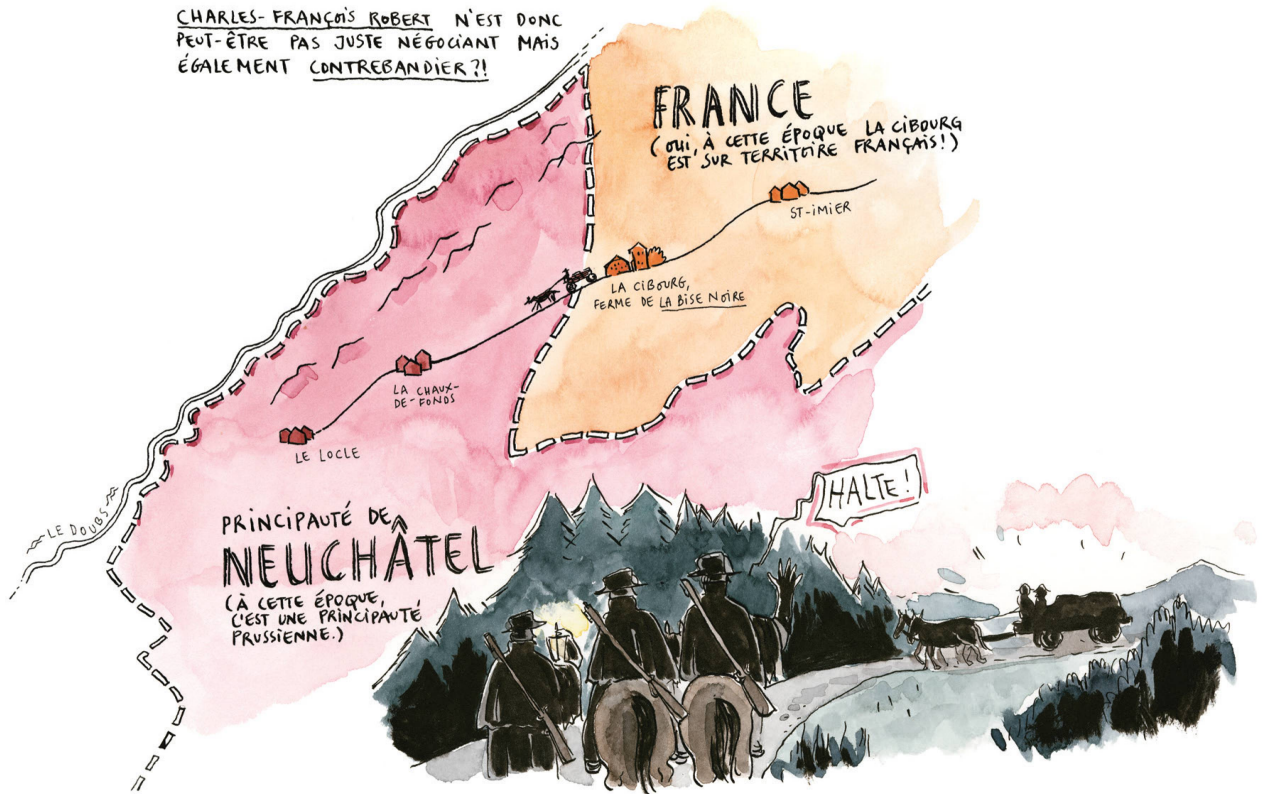 CHARLES-FRANÇOIS ROBERT N'EST DONC
PEUT-ÊTRE PAS JUSTE NÉGOCIANT MAIS
ÉGALEMENT CONTREBANDIER?!
FRANCE
(OUI, À CETTE ÉPOQUE LA CIBOURG
EST SUR TERRITOIRE FRANÇAIS!)
ST-IMIER
LA CIBOURG,
FERME DE LA BISE NOIRE
LA CHAUX-
DE-FONDS
LE LOCLE
LE DOUBS
PRINCIPAUTÉ DE
NEUCHÂTEL
(À CETTE ÉPOQUE,
C'EST UNE PRINCIPAUTÉ
PRUSSIENNE.)
HALTE!